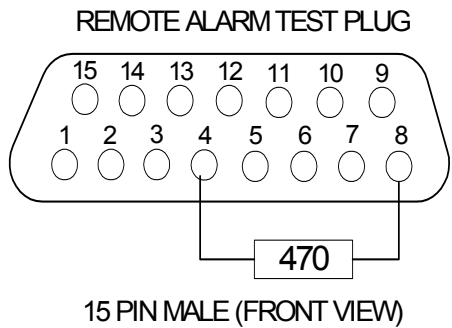 REMOTE ALARM TEST PLUG
15 14 13 12 11 10 9
1 2 3 4 5 6 7 8
470
15 PIN MALE (FRONT VIEW)